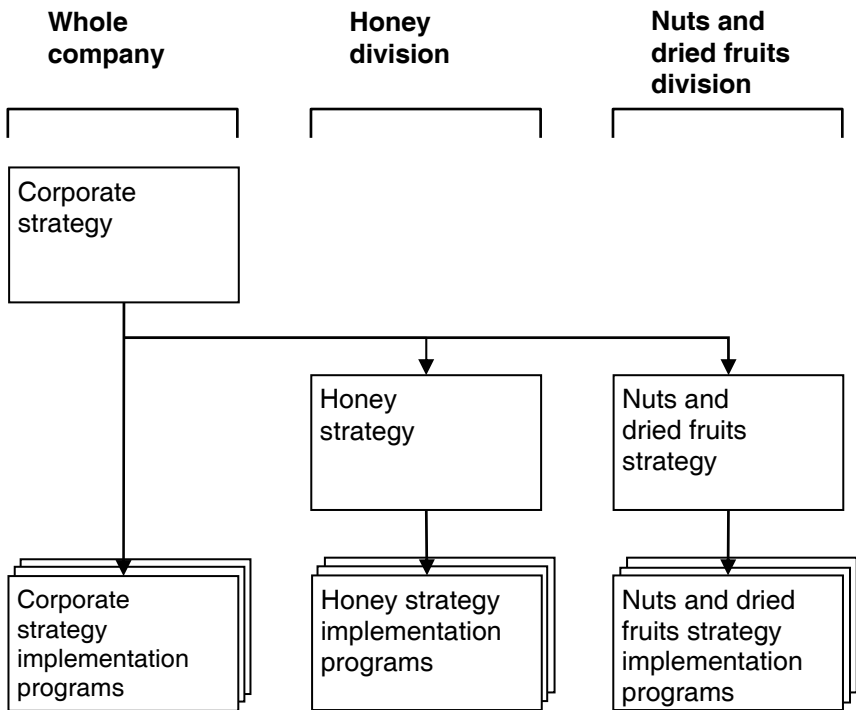 Whole
company
Honey
division
Nuts and
dried fruits
division
Corporate
strategy
Honey
strategy
Nuts and
dried fruits
strategy
Corporate
strategy
implementation
programs
Honey strategy
implementation
programs
Nuts and dried
fruits strategy
implementation
programs